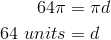 64π = πd
64 units = d